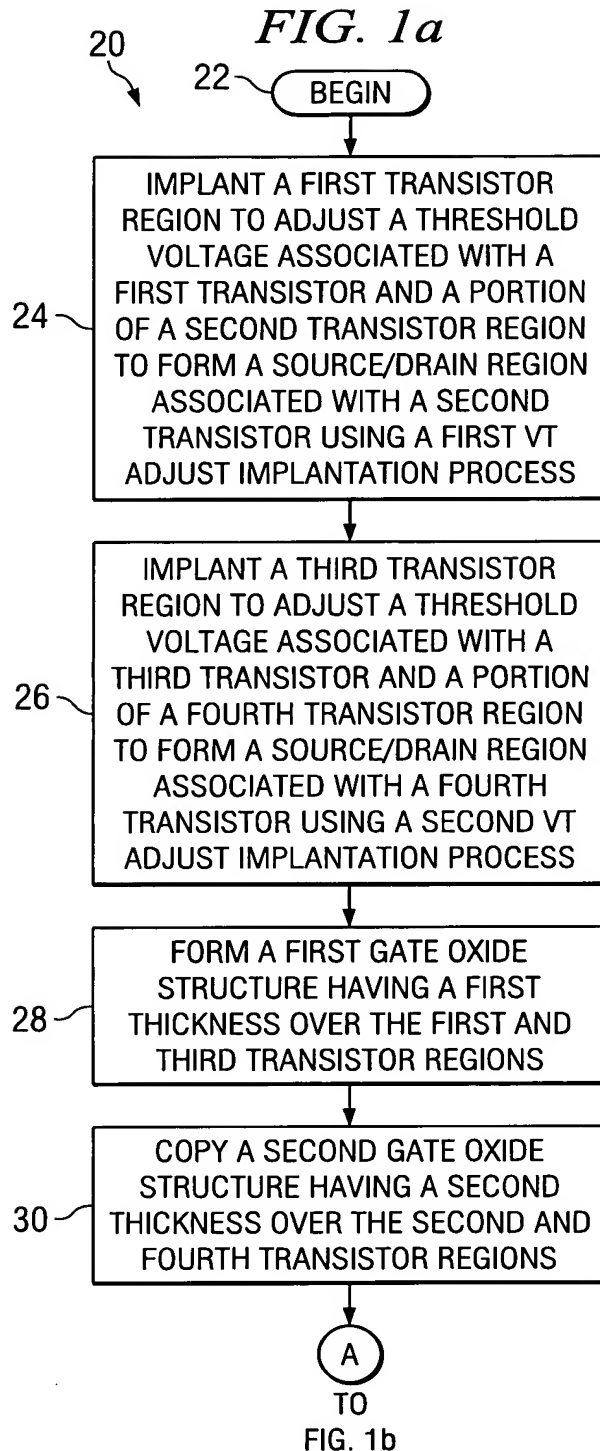 FIG. 1a
20
22
BEGIN
24
IMPLANT A FIRST TRANSISTOR
REGION TO ADJUST A THRESHOLD
VOLTAGE ASSOCIATED WITH A
FIRST TRANSISTOR AND A PORTION
OF A SECOND TRANSISTOR REGION
TO FORM A SOURCE/DRAIN REGION
ASSOCIATED WITH A SECOND
TRANSISTOR USING A FIRST VT
ADJUST IMPLANTATION PROCESS
26
IMPLANT A THIRD TRANSISTOR
REGION TO ADJUST A THRESHOLD
VOLTAGE ASSOCIATED WITH A
THIRD TRANSISTOR AND A PORTION
OF A FOURTH TRANSISTOR REGION
TO FORM A SOURCE/DRAIN REGION
ASSOCIATED WITH A FOURTH
TRANSISTOR USING A SECOND VT
ADJUST IMPLANTATION PROCESS
28
FORM A FIRST GATE OXIDE
STRUCTURE HAVING A FIRST
THICKNESS OVER THE FIRST AND
THIRD TRANSISTOR REGIONS
30
COPY A SECOND GATE OXIDE
STRUCTURE HAVING A SECOND
THICKNESS OVER THE SECOND AND
FOURTH TRANSISTOR REGIONS
A
TO
FIG. 1b